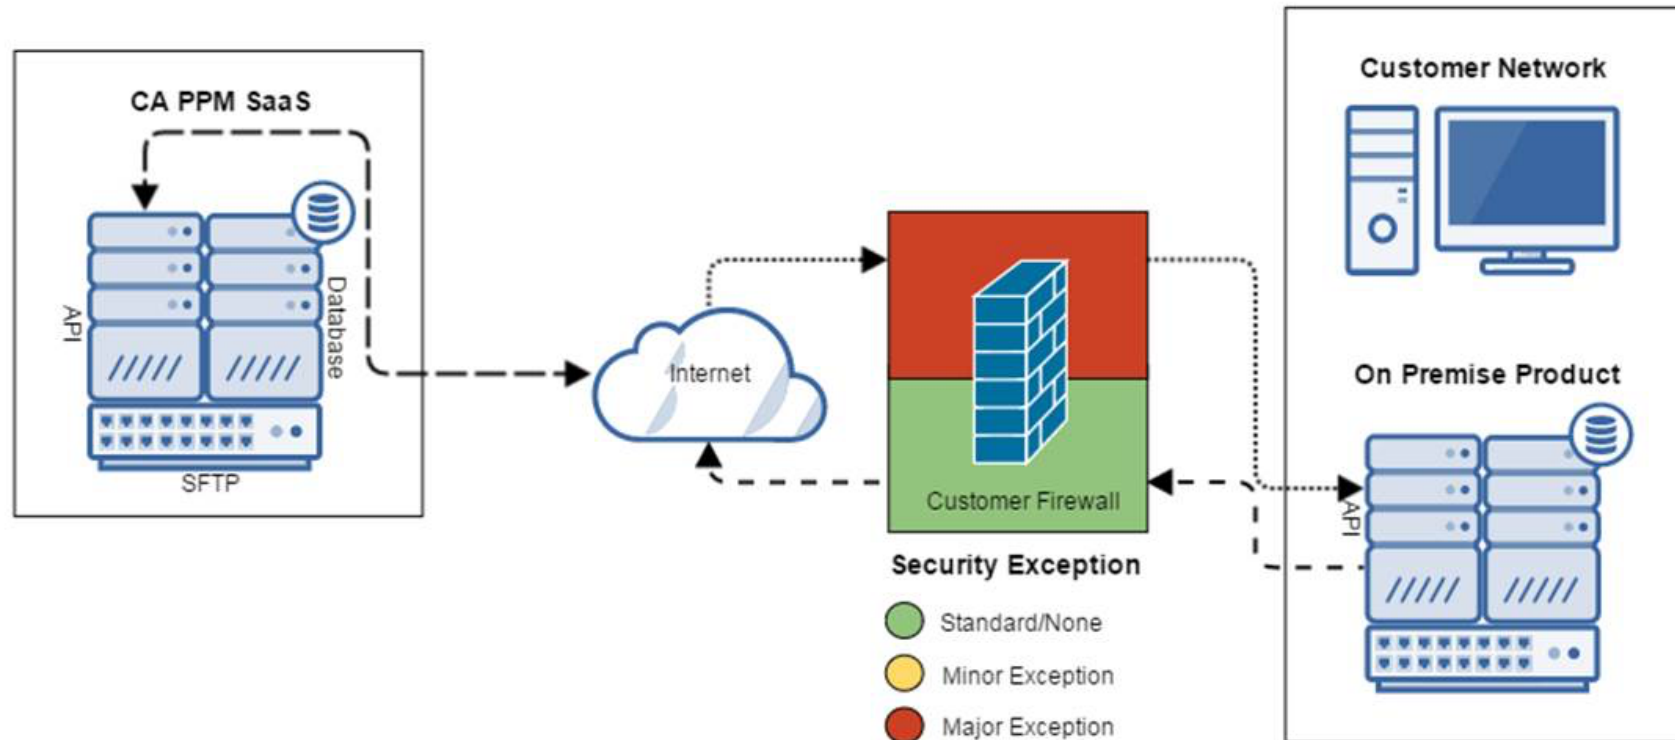 CA PPM SaaS
API
Database
SFTP
Internet
Customer Firewall
Security Exception
Standard/None
Minor Exception
Major Exception
Customer Network
On Premise Product
API